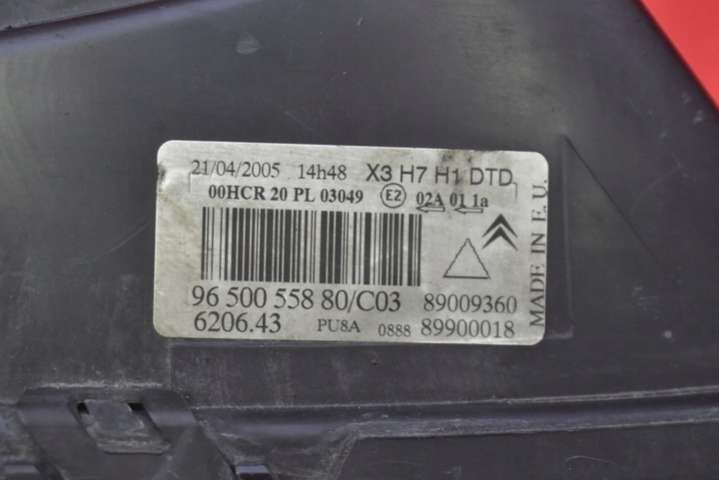 21/04/2005 14h48 X3 H7 H1 DTD
00HCR 20 PL 03049 E2 02A 01 1a
96 500 558 80/C03 89009360
6206.43 PU8A 0888 89900018
MADE IN E. U.